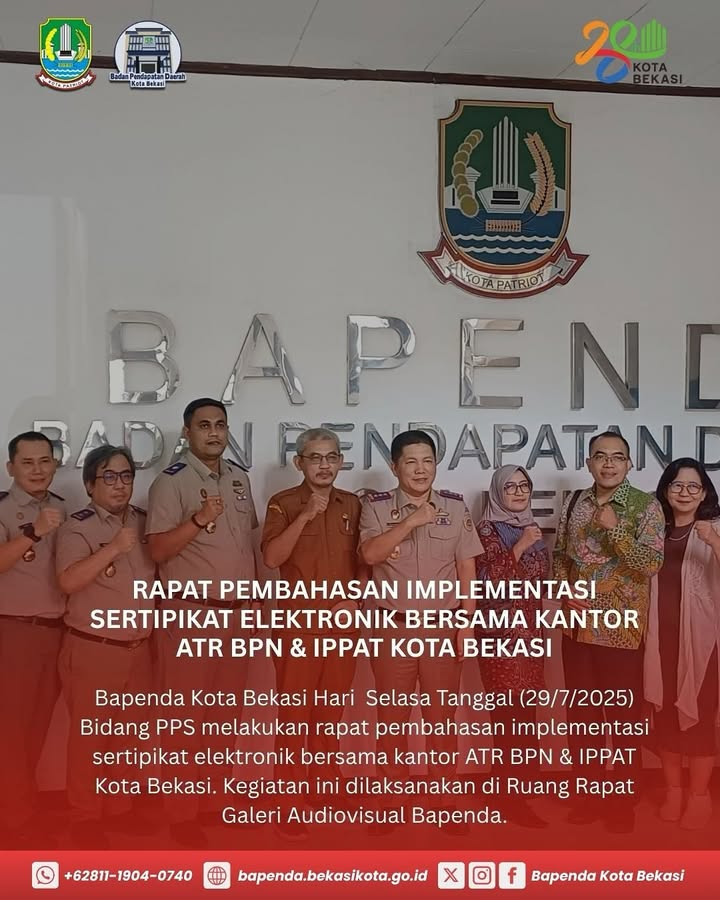 KOTA PATRIOT
Badan Pendapatan Daerah
Kota Bekasi
KOTA
BEKASI
KOTA PATRIOT
BAPEND
BADAN PENDAPATAN D
RAPAT PEMBAHASAN IMPLEMENTASI
SERTIPIKAT ELEKTRONIK BERSAMA KANTOR
ATR BPN & IPPAT KOTA BEKASI
Bapenda Kota Bekasi Hari Selasa Tanggal (29/7/2025)
Bidang PPS melakukan rapat pembahasan implementasi
sertipikat elektronik bersama kantor ATR BPN & IPPAT
Kota Bekasi. Kegiatan ini dilaksanakan di Ruang Rapat
Galeri Audiovisual Bapenda.
+62811-1904-0740 bapenda.bekasikota.go.id Bapenda Kota Bekasi